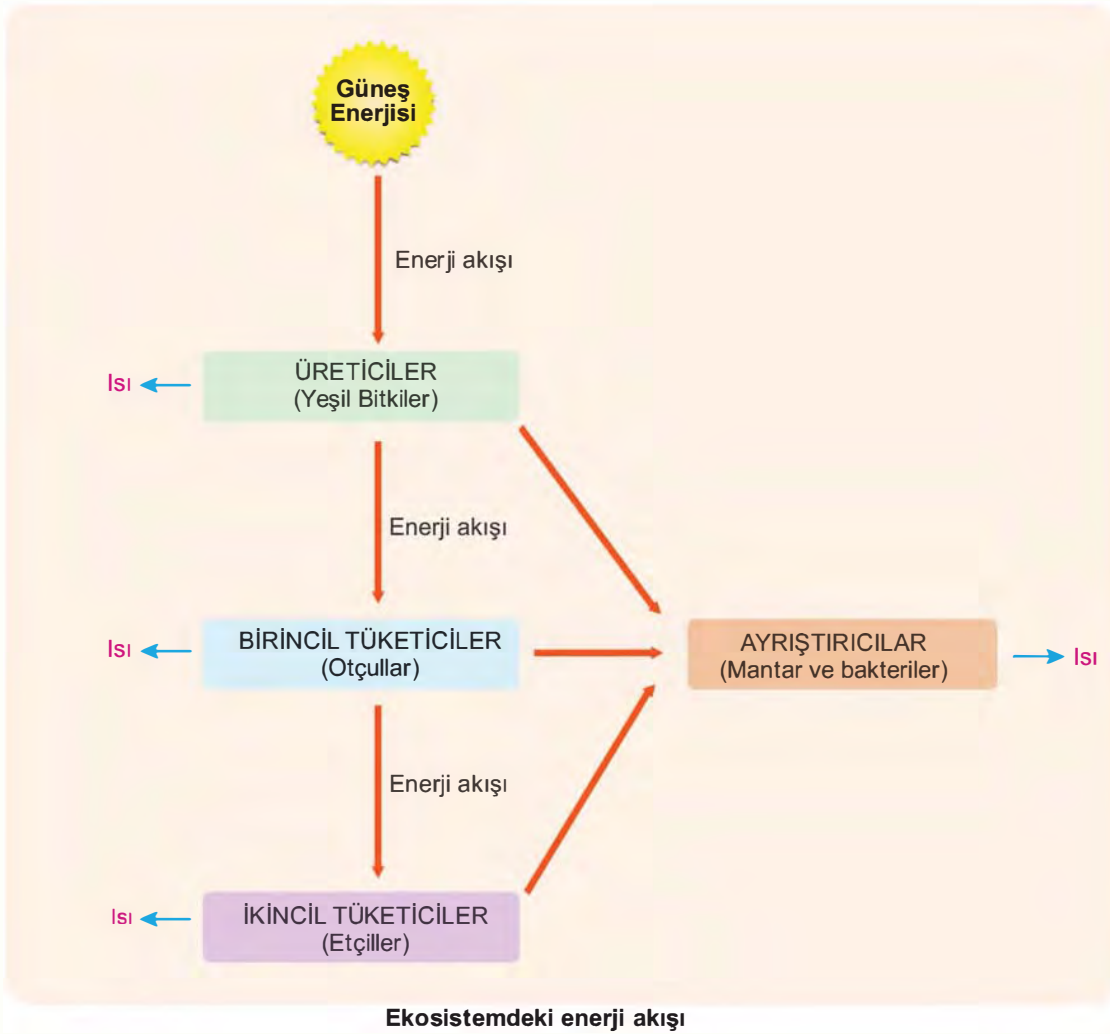 Güneş
Enerjisi
Enerji akışı
Isı
ÜRETİCİLER
(Yeşil Bitkiler)
Enerji akışı
Isı
BİRİNCİL TÜKETİCİLER
(Otçullar)
AYRIŞTIRICILAR
(Mantar ve bakteriler)
Isı
Enerji akışı
Isı
İKİNCİL TÜKETİCİLER
(Etçiller)
Ekosistemdeki enerji akışı